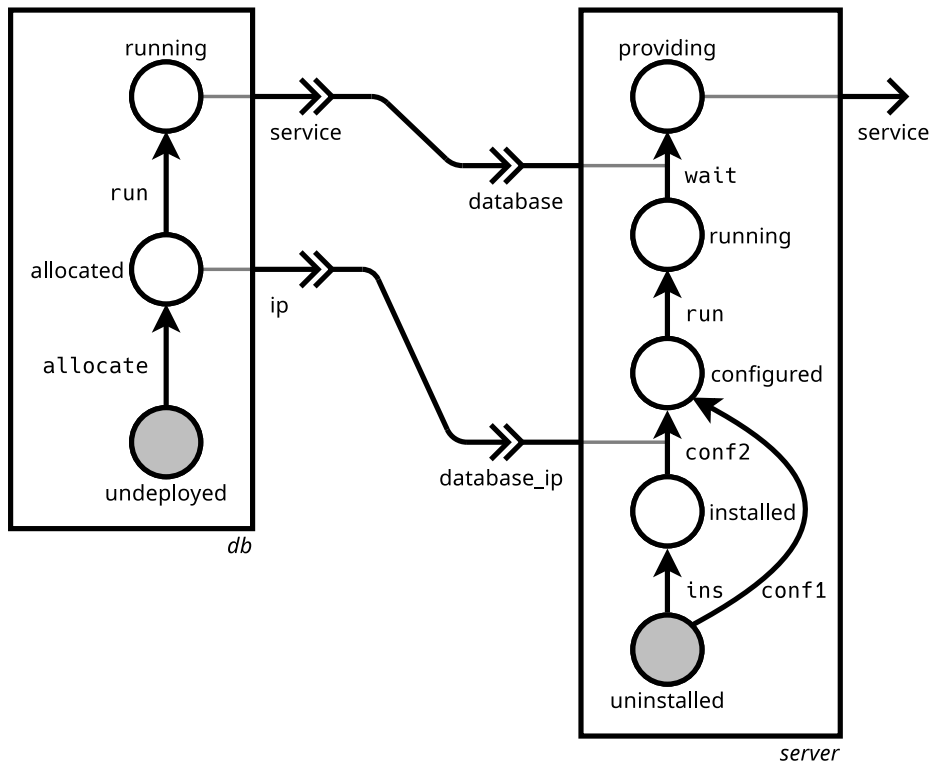 running
service
run
allocated
ip
allocate
undeployed
db
providing
service
wait
database
running
run
configured
conf2
database_ip
installed
ins
conf1
uninstalled
server